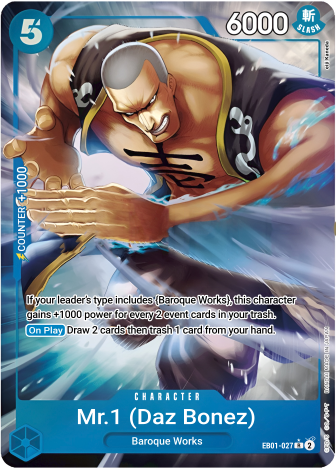 5
6000
斬
SLASH
COUNTER +1000
If your leader's type includes {Baroque Works}, this character
gains +1000 power for every 2 event cards in your trash.
On Play Draw 2 cards then trash 1 card from your hand.
CHARACTER
Mr.1 (Daz Bonez)
Baroque Works
EB01-027 R 2